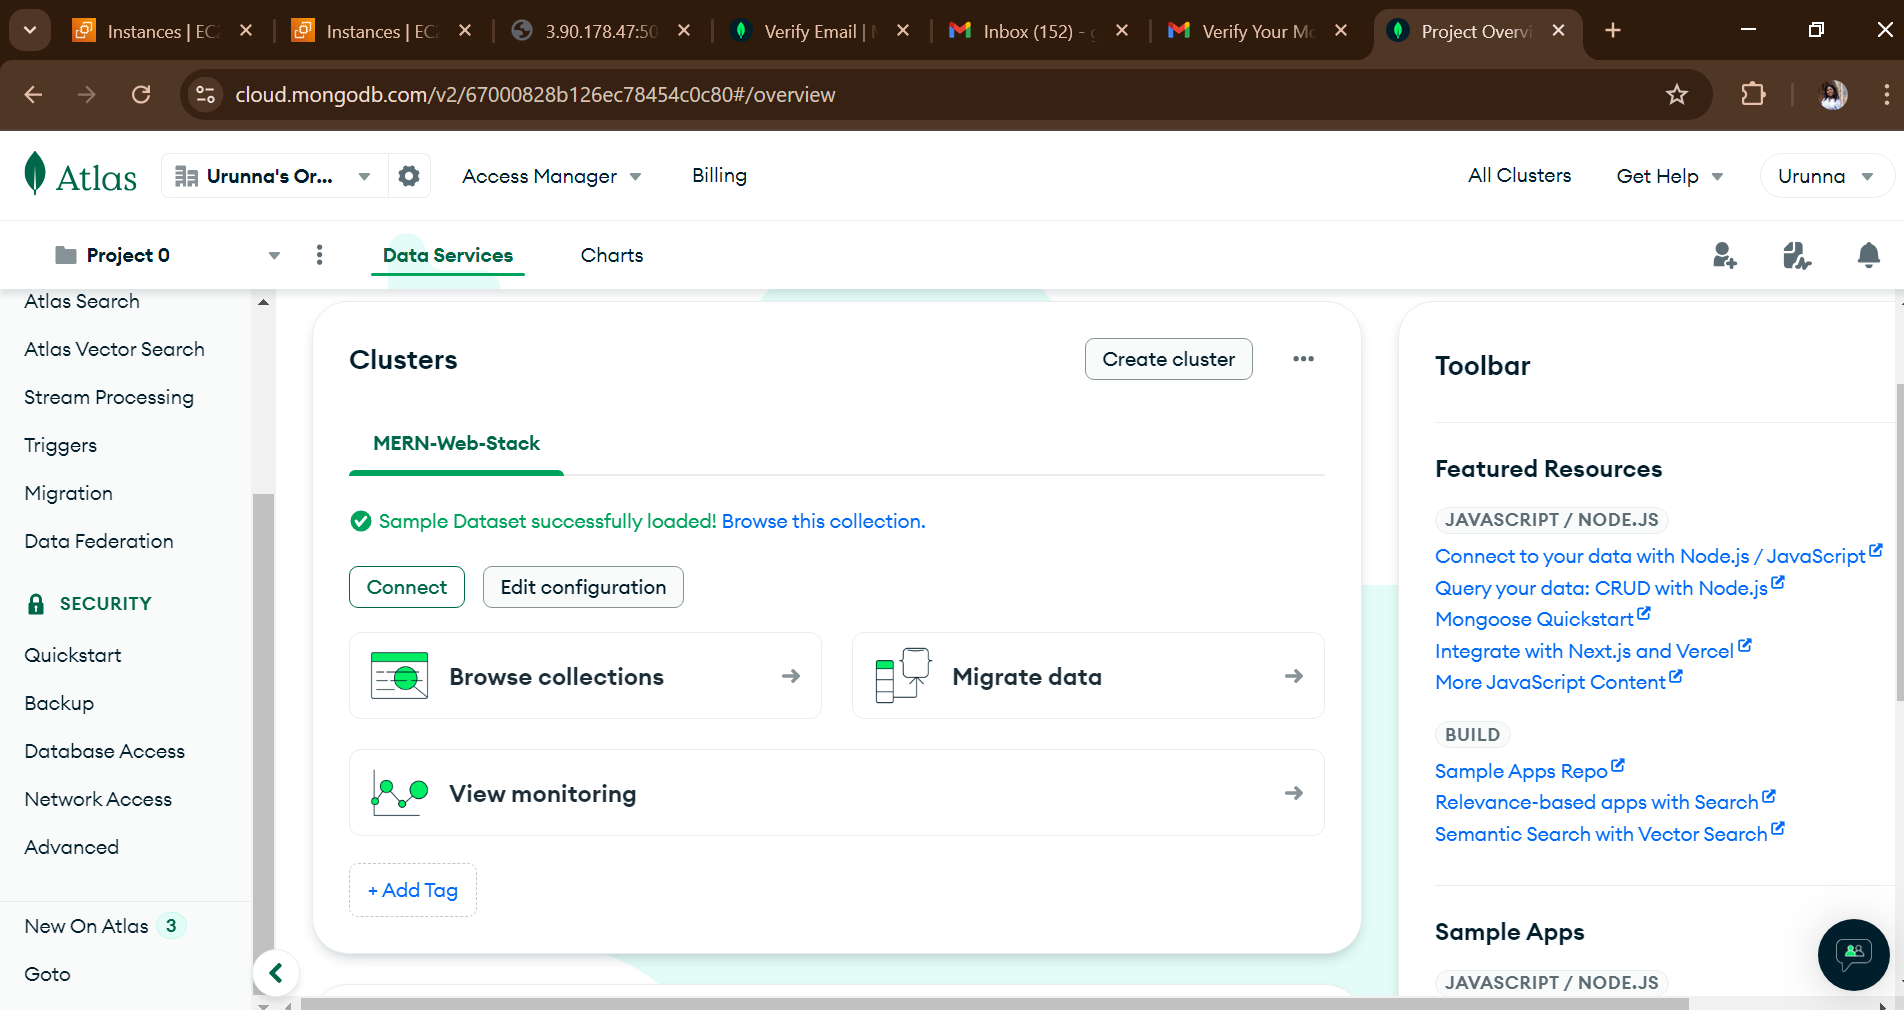 Instances | EC2
Instances | EC2
3.90.178.47:50
Verify Email | M
Inbox (152) - g
Verify Your Mo
Project Overvi
cloud.mongodb.com/v2/67000828b126ec78454c0c80#/overview
Atlas
Urunna's Or...
Access Manager
Billing
All Clusters
Get Help
Urunna
Project 0
Data Services
Charts
Atlas Search
Atlas Vector Search
Stream Processing
Triggers
Migration
Data Federation
SECURITY
Quickstart
Backup
Database Access
Network Access
Advanced
New On Atlas 3
Goto
Clusters
Create cluster
MERN-Web-Stack
Sample Dataset successfully loaded! Browse this collection.
Connect
Edit configuration
Browse collections
Migrate data
View monitoring
+ Add Tag
Toolbar
Featured Resources
JAVASCRIPT / NODE.JS
Connect to your data with Node.js / JavaScript
Query your data: CRUD with Node.js
Mongoose Quickstart
Integrate with Next.js and Vercel
More JavaScript Content
BUILD
Sample Apps Repo
Relevance-based apps with Search
Semantic Search with Vector Search
Sample Apps
JAVASCRIPT / NODE.JS